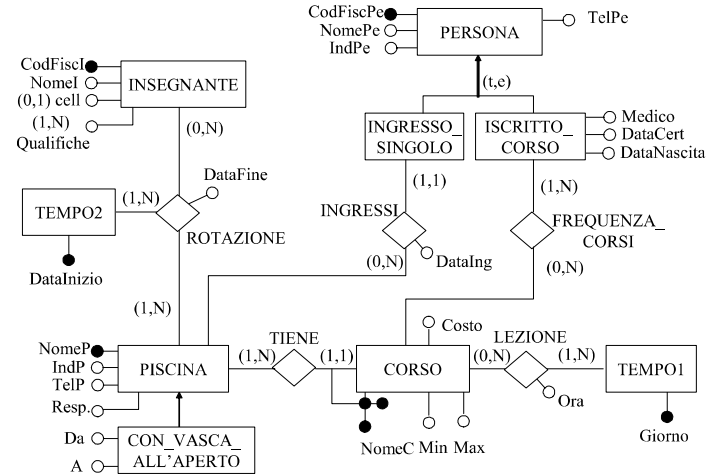 CodFiscPe
NomePe
IndPe
PERSONA
TelPe
CodFiscI
NomeI
(0,1) cell
(1,N)
Qualifiche
INSEGNANTE
(0,N)
(t,e)
INGRESSO_
SINGOLO
ISCRITTO_
CORSO
Medico
DataCert
DataNascita
(1,1)
(1,N)
DataFine
(1,N)
TEMPO2
ROTAZIONE
DataInizio
INGRESSI
(0,N)
DataIng
FREQUENZA_
CORSI
(0,N)
(1,N)
NomeP
IndP
TelP
Resp.
PISCINA
TIENE
(1,N)
(1,1)
Costo
CORSO
LEZIONE
(0,N)
(1,N)
Ora
TEMPO1
Giorno
NomeC
Min
Max
Da
A
CON_VASCA_
ALL'APERTO